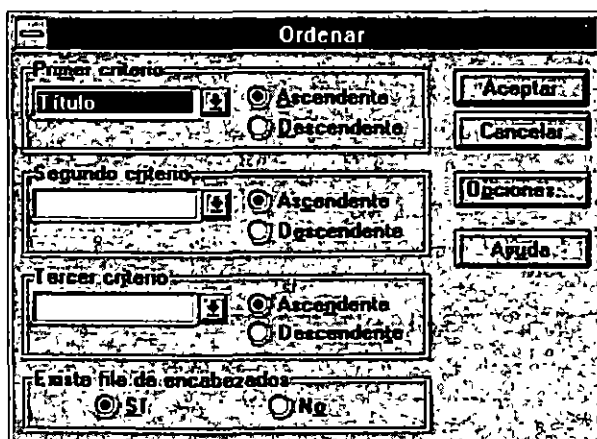 Ordenar
Primer criterio
Título
Ascendente
Descendente
Segundo criterio
Ascendente
Descendente
Tercer criterio
Ascendente
Descendente
Existe fila de encabezados
Sí
No
Aceptar
Cancelar
Opciones...
Ayuda